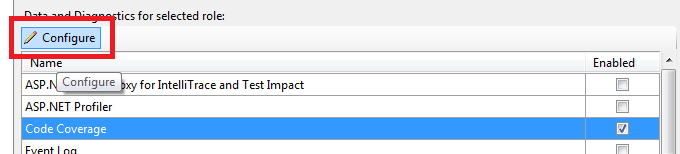 Data and Diagnostics for selected role:
Configure
Name Enabled
ASP.N oxy for IntelliTrace and Test Impact
Configure
ASP.NET Profiler
Code Coverage
Event Log